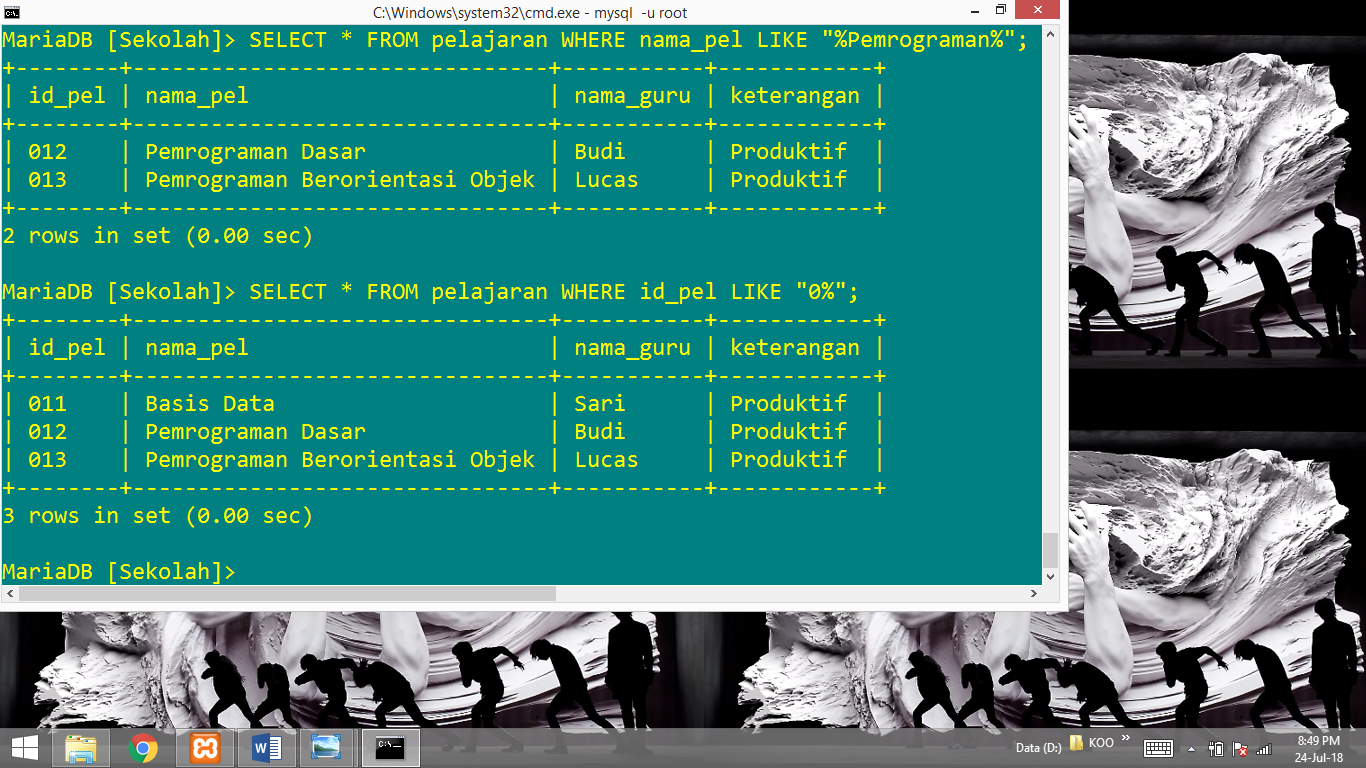 C:\Windows\system32\cmd.exe - mysql  -u root
MariaDB [Sekolah]> SELECT * FROM pelajaran WHERE nama_pel LIKE "%Pemrograman%";
+--------+--------------------------------+-----------+------------+
| id_pel | nama_pel                       | nama_guru | keterangan |
+--------+--------------------------------+-----------+------------+
| 012    | Pemrograman Dasar              | Budi      | Produktif  |
| 013    | Pemrograman Berorientasi Objek | Lucas     | Produktif  |
+--------+--------------------------------+-----------+------------+
2 rows in set (0.00 sec)
MariaDB [Sekolah]> SELECT * FROM pelajaran WHERE id_pel LIKE "0%";
+--------+--------------------------------+-----------+------------+
| id_pel | nama_pel                       | nama_guru | keterangan |
+--------+--------------------------------+-----------+------------+
| 011    | Basis Data                     | Sari      | Produktif  |
| 012    | Pemrograman Dasar              | Budi      | Produktif  |
| 013    | Pemrograman Berorientasi Objek | Lucas     | Produktif  |
+--------+--------------------------------+-----------+------------+
3 rows in set (0.00 sec)
MariaDB [Sekolah]>
Data (D:) KOO
8:49 PM
24-Jul-18